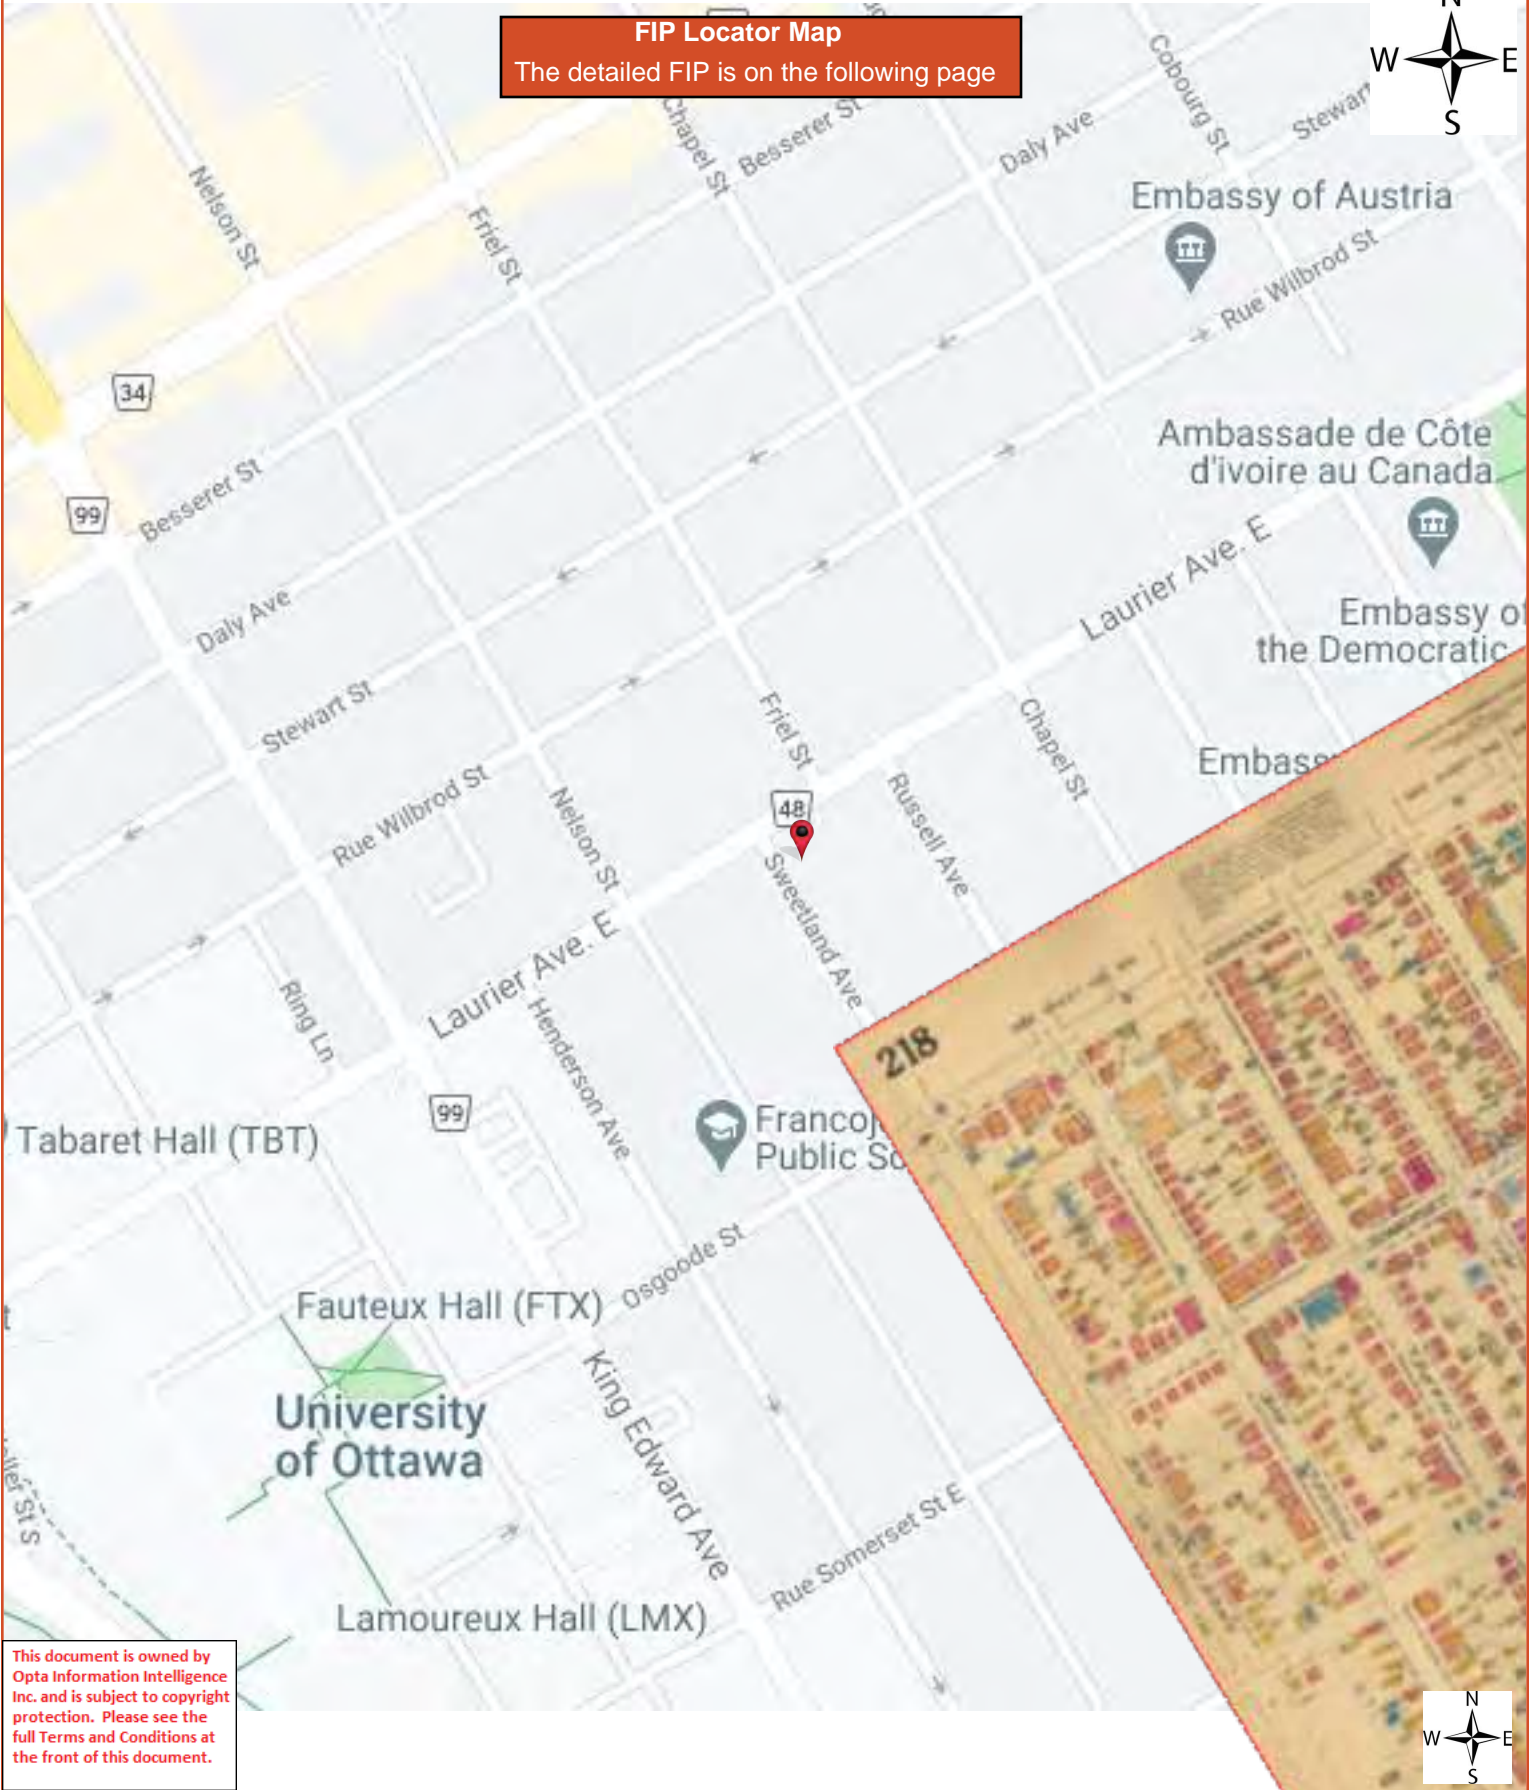 FIP Locator Map
The detailed FIP is on the following page
N
W E
S
Cobourg St
Chapel St
Besserer St
Daly Ave
Stewart
Nelson St
Friel St
Embassy of Austria
Rue Wilbrod St
34
Ambassade de Côte
d'ivoire au Canada
99
Besserer St
Laurier Ave. E
Daly Ave
Embassy of
the Democratic
Stewart St
Friel St
Chapel St
Embass
Rue Wilbrod St
Nelson St
48
Russell Ave
Sweetland Ave
Laurier Ave. E
Ring Ln
Henderson Ave
218
99
Tabaret Hall (TBT)
Francoj
Public Sc
Osgoode St
Fauteux Hall (FTX)
University
of Ottawa
King Edward Ave
Rue Somerset St E
Lamoureux Hall (LMX)
This document is owned by
Opta Information Intelligence
Inc. and is subject to copyright
protection. Please see the
full Terms and Conditions at
the front of this document.
N
W E
S